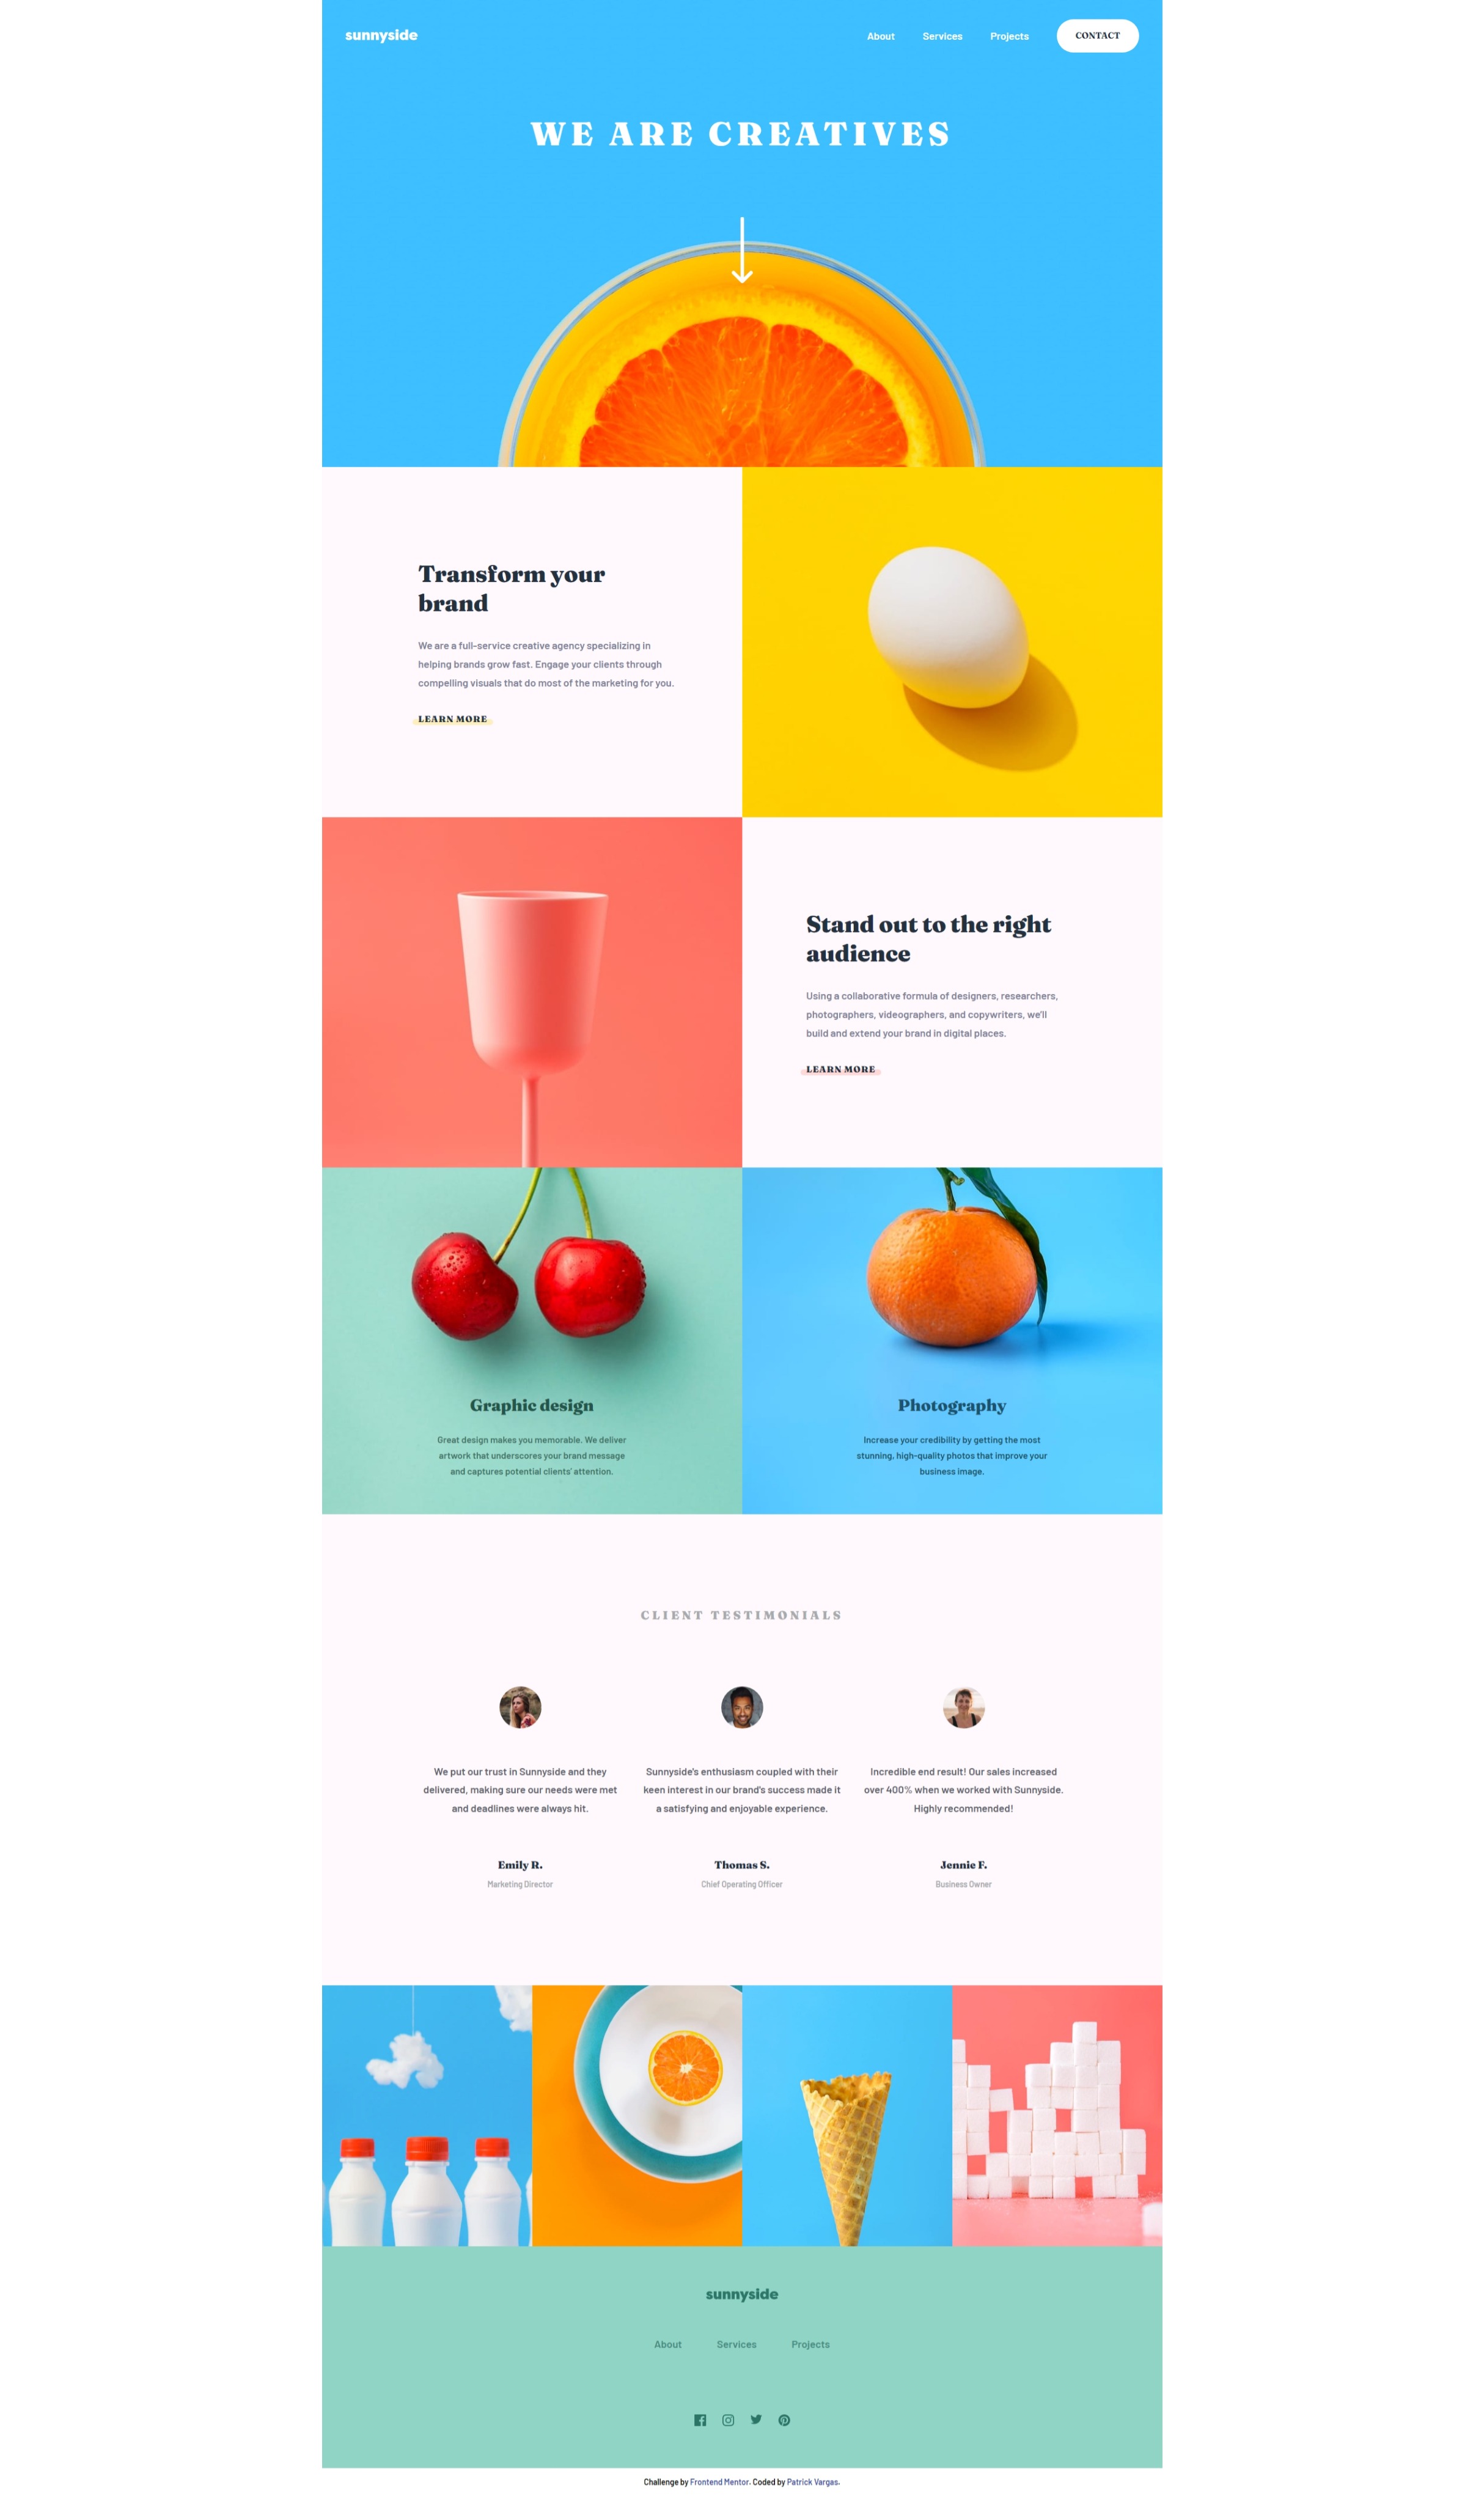 sunnyside
About Services Projects CONTACT
WE ARE CREATIVES
Transform your
brand
We are a full-service creative agency specializing in
helping brands grow fast. Engage your clients through
compelling visuals that do most of the marketing for you.
LEARN MORE
Stand out to the right
audience
Using a collaborative formula of designers, researchers,
photographers, videographers, and copywriters, we'll
build and extend your brand in digital places.
LEARN MORE
Graphic design
Great design makes you memorable. We deliver
artwork that underscores your brand message
and captures potential clients' attention.
Photography
Increase your credibility by getting the most
stunning, high-quality photos that improve your
business image.
CLIENT TESTIMONIALS
We put our trust in Sunnyside and they
delivered, making sure our needs were met
and deadlines were always hit.
Emily R.
Marketing Director
Sunnyside's enthusiasm coupled with their
keen interest in our brand's success made it
a satisfying and enjoyable experience.
Thomas S.
Chief Operating Officer
Incredible end result! Our sales increased
over 400% when we worked with Sunnyside.
Highly recommended!
Jennie F.
Business Owner
sunnyside
About Services Projects
Challenge by Frontend Mentor. Coded by Patrick Vargas.